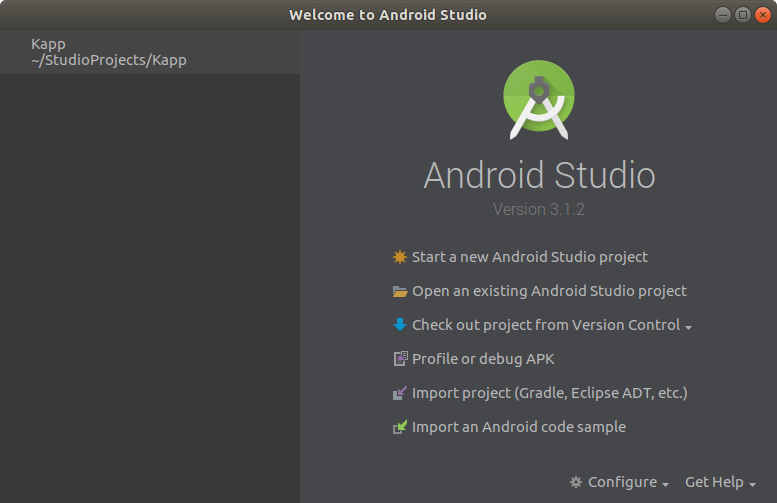 Welcome to Android Studio
Kapp
~/StudioProjects/Kapp
Android Studio
Version 3.1.2
Start a new Android Studio project
Open an existing Android Studio project
Check out project from Version Control
Profile or debug APK
Import project (Gradle, Eclipse ADT, etc.)
Import an Android code sample
Configure
Get Help